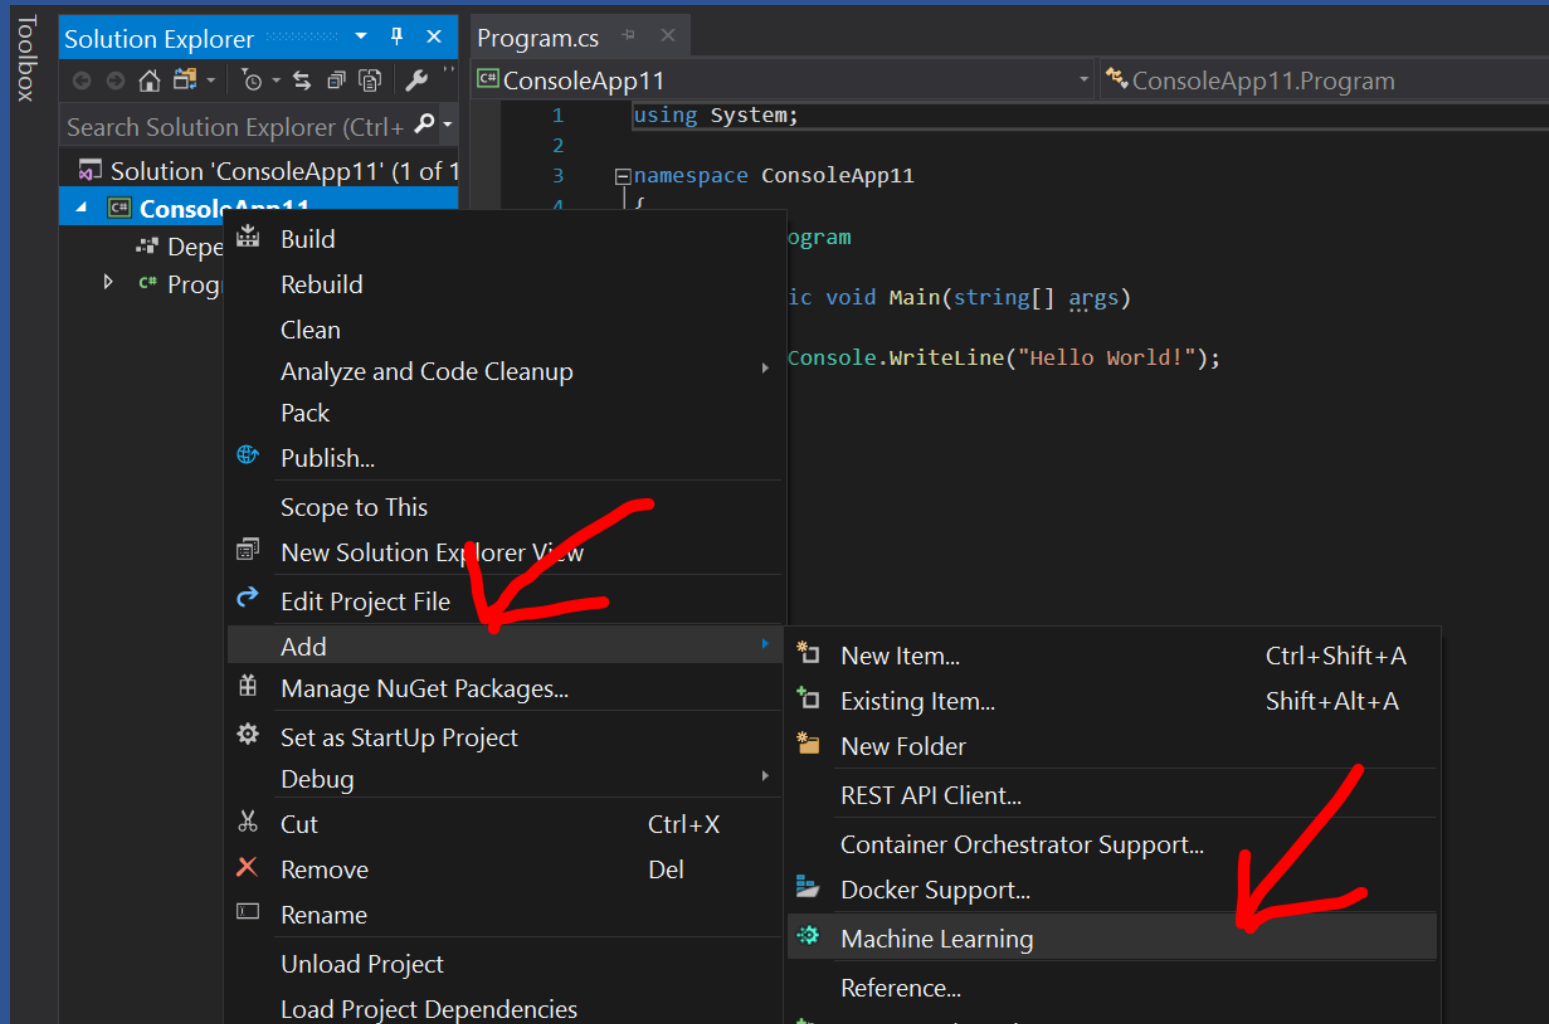 Toolbox
Solution Explorer
Search Solution Explorer (Ctrl+
Solution 'ConsoleApp11' (1 of 1
ConsoleApp11
Depe
C# Prog
Program.cs
C# ConsoleApp11
ConsoleApp11.Program
1 using System;
2
3 namespace ConsoleApp11
4 {
ogram
ic void Main(string[] args)
Console.WriteLine("Hello World!");
Build
Rebuild
Clean
Analyze and Code Cleanup
Pack
Publish...
Scope to This
New Solution Explorer View
Edit Project File
Add
Manage NuGet Packages...
Set as StartUp Project
Debug
Cut Ctrl+X
Remove Del
Rename
Unload Project
Load Project Dependencies
New Item... Ctrl+Shift+A
Existing Item... Shift+Alt+A
New Folder
REST API Client...
Container Orchestrator Support...
Docker Support...
Machine Learning
Reference...